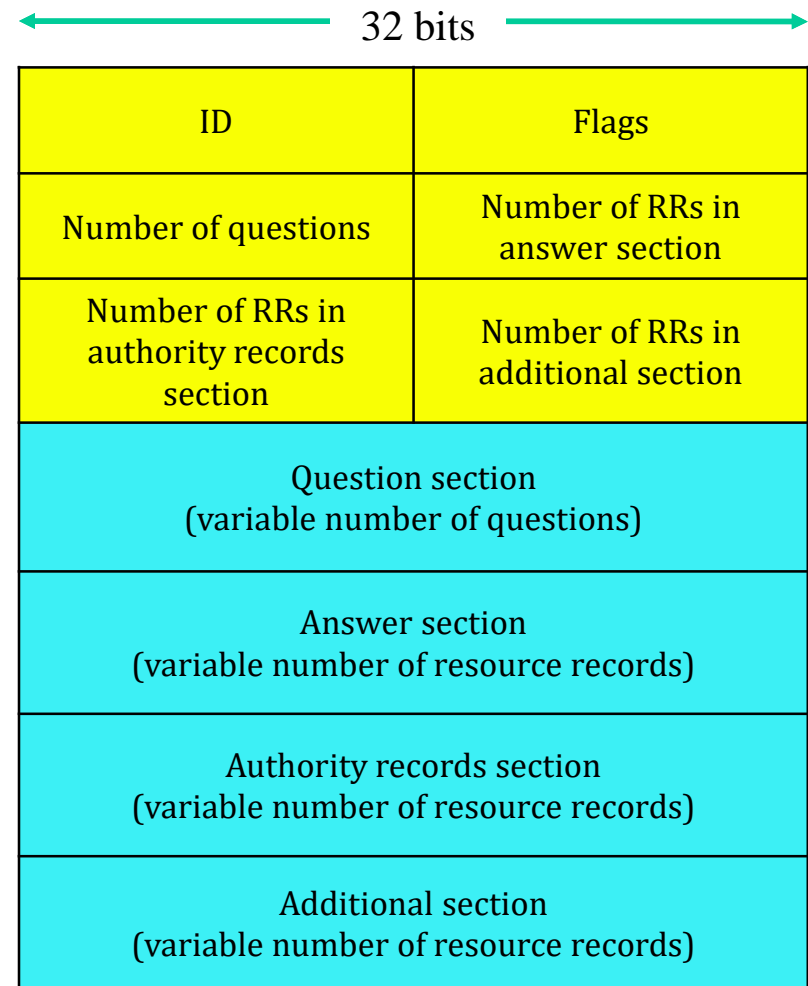 32 bits
ID
Flags
Number of questions
Number of RRs in
answer section
Number of RRs in
authority records
section
Number of RRs in
additional section
Question section
(variable number of questions)
Answer section
(variable number of resource records)
Authority records section
(variable number of resource records)
Additional section
(variable number of resource records)